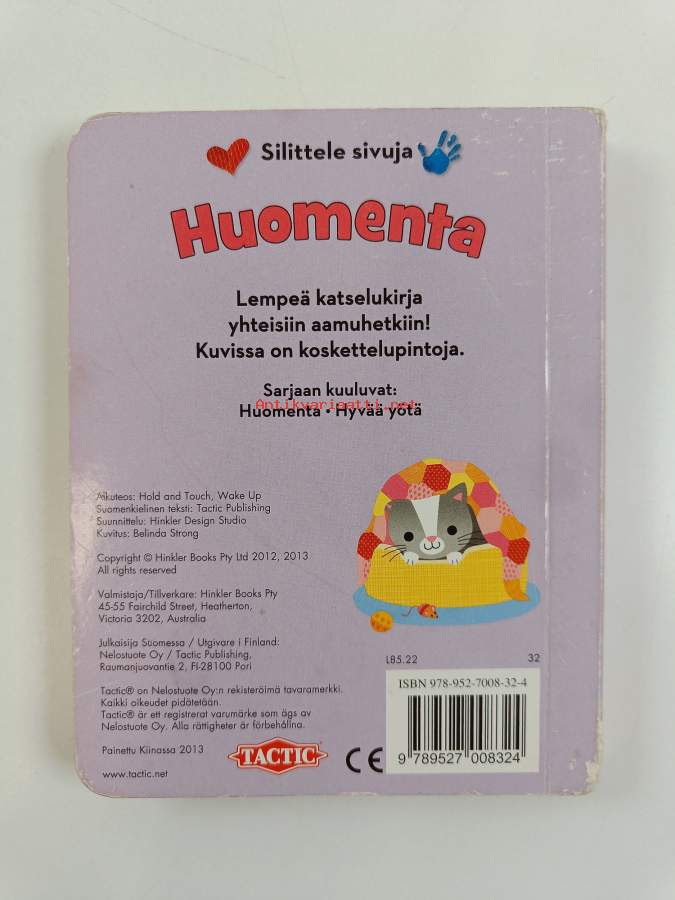 Silittele sivuja
Huomenta
Lempeä katselukirja
yhteisiin aamuhetkiin!
Kuvissa on koskettelupintoja.
Sarjaan kuuluvat:
Antikvariaatti.net
Huomenta • Hyvää yötä
Alkuteos: Hold and Touch, Wake Up
Suomenkielinen teksti: Tactic Publishing
Suunnittelu: Hinkler Design Studio
Kuvitus: Belinda Strong
Copyright © Hinkler Books Pty Ltd 2012, 2013
All rights reserved
Valmistaja/Tillverkare: Hinkler Books Pty
45-55 Fairchild Street, Heatherton,
Victoria 3202, Australia
Julkaisija Suomessa / Utgivare i Finland:
Nelostuote Oy / Tactic Publishing,
Raumanjuovantie 2, FI-28100 Pori
Tactic® on Nelostuote Oy:n rekisteröimä tavaramerkki.
Kaikki oikeudet pidätetään.
Tactic® är ett registrerat varumärke som ägs av
Nelostuote Oy. Alla rättigheter är förbehållna.
Painettu Kiinassa 2013
www.tactic.net
TACTIC
CE
L85.22 32
ISBN 978-952-7008-32-4
9 789527 008324